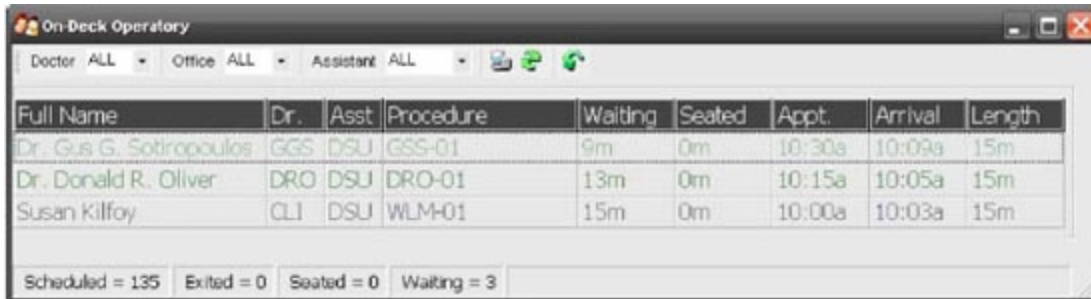 On-Deck Operatory
Doctor ALL Office ALL Assistant ALL
Full Name Dr. Asst Procedure Waiting Seated Appt. Arrival Length
Dr. Gus G. Sotiropoulos GGS DSU GSS-01 9m 0m 10:30a 10:09a 15m
Dr. Donald R. Oliver DRO DSU DRO-01 13m 0m 10:15a 10:05a 15m
Susan Kilfoy CLI DSU WLM-01 15m 0m 10:00a 10:03a 15m
Scheduled = 135 Exited = 0 Seated = 0 Waiting = 3